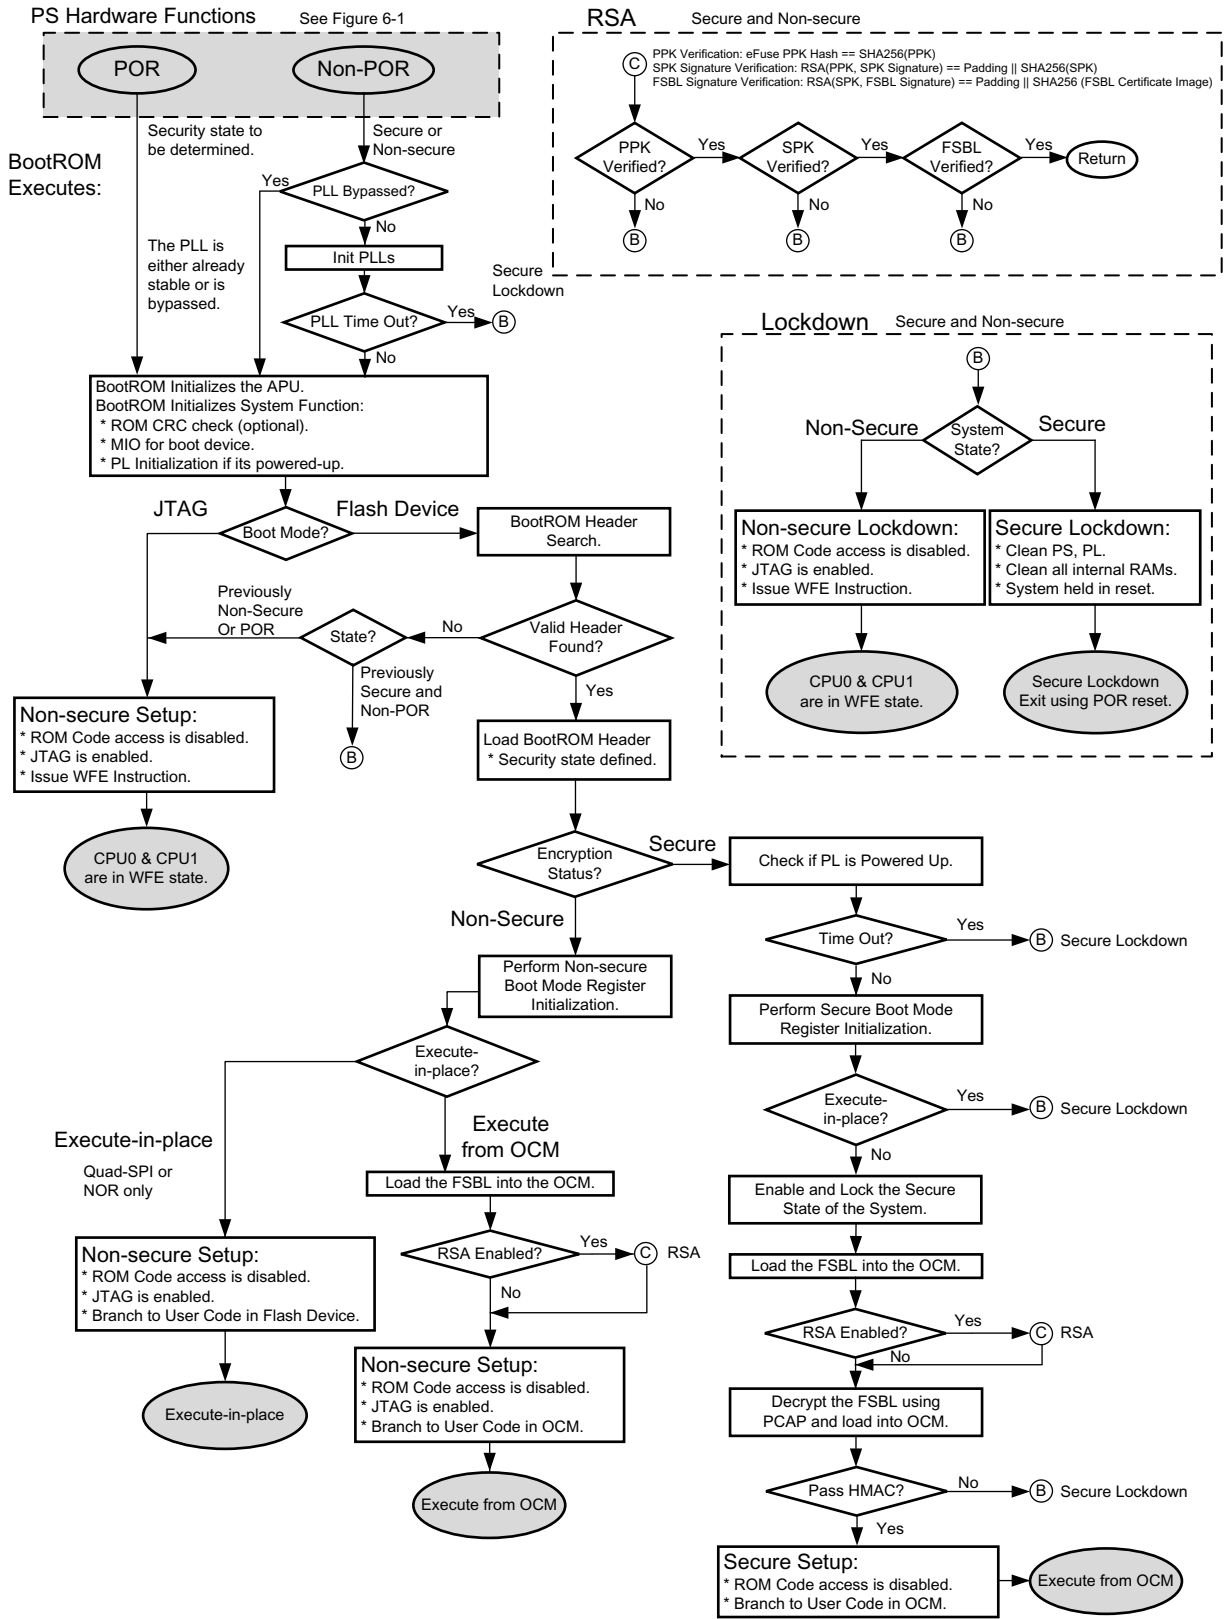 PS Hardware Functions
See Figure 6-1
POR
Non-POR
Security state to
be determined.
Secure or
Non-secure
BootROM
Executes:
Yes
PLL Bypassed?
No
The PLL is
either already
stable or is
bypassed.
Init PLLs
Secure
Lockdown
PLL Time Out?
Yes
B
No
BootROM Initializes the APU.
BootROM Initializes System Function:
* ROM CRC check (optional).
* MIO for boot device.
* PL Initialization if its powered-up.
RSA
Secure and Non-secure
C
PPK Verification: eFuse PPK Hash == SHA256(PPK)
SPK Signature Verification: RSA(PPK, SPK Signature) == Padding || SHA256(SPK)
FSBL Signature Verification: RSA(SPK, FSBL Signature) == Padding || SHA256 (FSBL Certificate Image)
PPK
Verified?
Yes
SPK
Verified?
Yes
FSBL
Verified?
Yes
Return
No
No
No
B
B
B
Lockdown
Secure and Non-secure
B
Non-Secure
System
State?
Secure
Non-secure Lockdown:
* ROM Code access is disabled.
* JTAG is enabled.
* Issue WFE Instruction.
Secure Lockdown:
* Clean PS, PL.
* Clean all internal RAMs.
* System held in reset.
CPU0 & CPU1
are in WFE state.
Secure Lockdown
Exit using POR reset.
JTAG
Boot Mode?
Flash Device
BootROM Header
Search.
Previously
Non-Secure
Or POR
State?
No
Valid Header
Found?
Previously
Secure and
Non-POR
B
Yes
Non-secure Setup:
* ROM Code access is disabled.
* JTAG is enabled.
* Issue WFE Instruction.
CPU0 & CPU1
are in WFE state.
Load BootROM Header
* Security state defined.
Encryption
Status?
Secure
Non-Secure
Check if PL is Powered Up.
Time Out?
Yes
B
Secure Lockdown
No
Perform Non-secure
Boot Mode Register
Initialization.
Perform Secure Boot Mode
Register Initialization.
Execute-
in-place?
Execute-
in-place?
Yes
B
Secure Lockdown
No
Execute-in-place
Quad-SPI or
NOR only
Execute
from OCM
Load the FSBL into the OCM.
RSA Enabled?
Yes
C
RSA
No
Non-secure Setup:
* ROM Code access is disabled.
* JTAG is enabled.
* Branch to User Code in Flash Device.
Execute-in-place
Non-secure Setup:
* ROM Code access is disabled.
* JTAG is enabled.
* Branch to User Code in OCM.
Execute from OCM
Enable and Lock the Secure
State of the System.
Load the FSBL into the OCM.
RSA Enabled?
Yes
C
RSA
No
Decrypt the FSBL using
PCAP and load into OCM.
Pass HMAC?
No
B
Secure Lockdown
Yes
Secure Setup:
* ROM Code access is disabled.
* Branch to User Code in OCM.
Execute from OCM